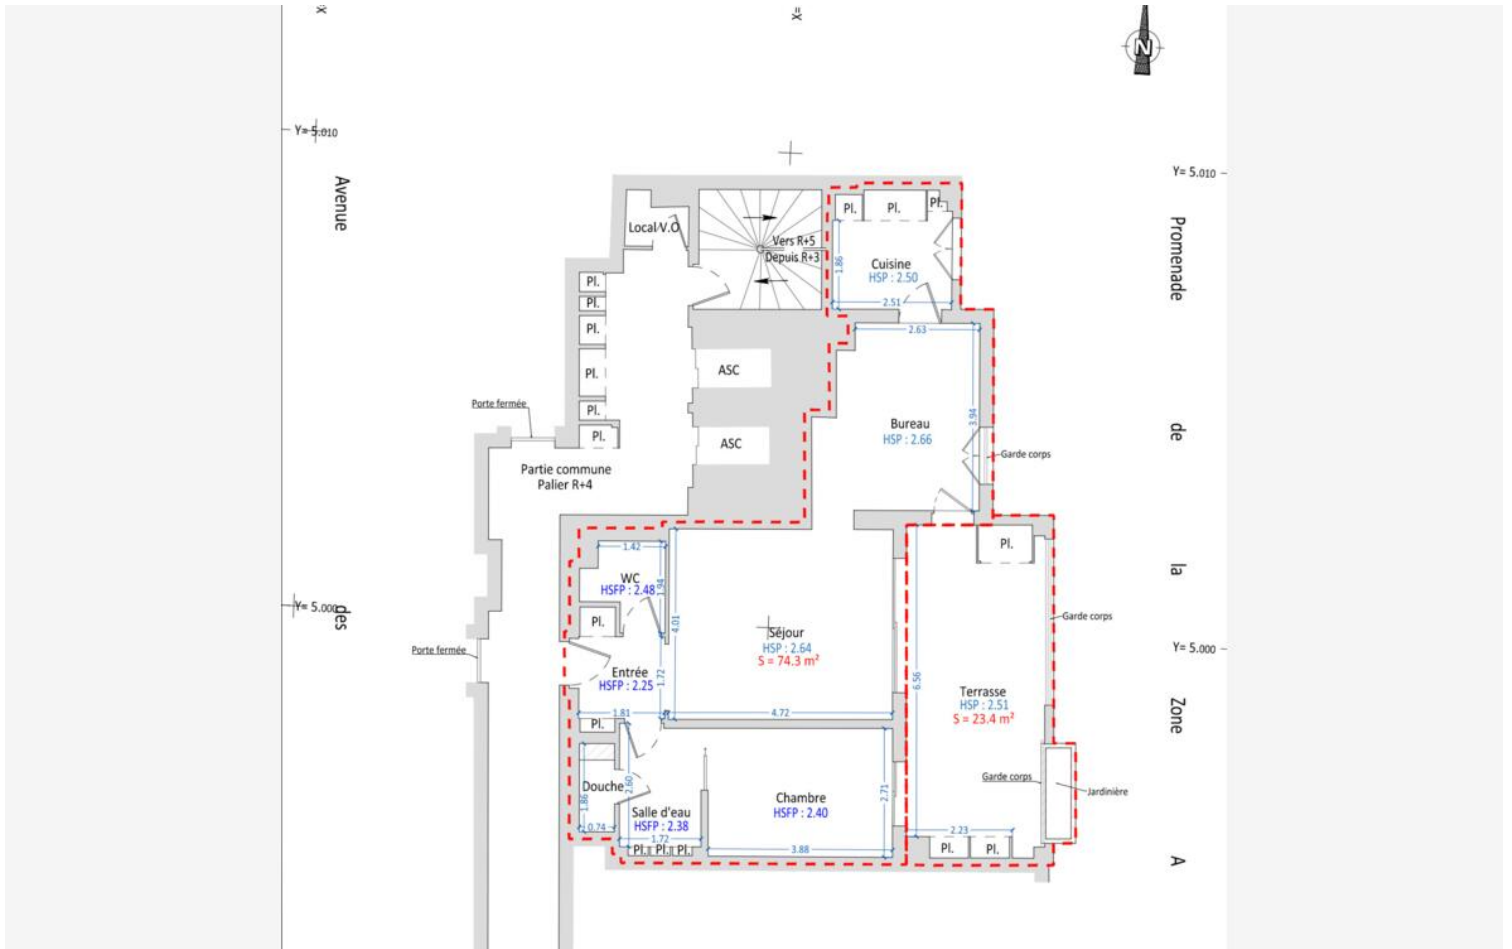 X
X=
N
Y= 5.010
Avenue
Y= 5.010
Promenade
Pl.
Pl.
Pl.
Local V.O
Vers R+5
Depuis R+3
1.86
Cuisine
HSP : 2.50
2.51
Pl.
Pl.
Pl.
Pl.
Pl.
Pl.
2.63
ASC
ASC
Porte fermée
Bureau
HSP : 2.66
3.94
de
Garde corps
Partie commune
Palier R+4
Pl.
1.42
WC
HSFP : 2.48
1.94
la
Y= 5.000
des
Pl.
4.01
Séjour
HSP : 2.64
S = 74.3 m²
Garde corps
Porte fermée
Y= 5.000
Entrée
HSFP : 2.25
1.72
6.56
Terrasse
HSP : 2.51
S = 23.4 m²
Zone
1.81
4.72
Pl.
Douche
1.86
0.74
2.60
Salle d'eau
HSFP : 2.38
1.72
Pl.
Pl.
Pl.
Chambre
HSFP : 2.40
2.71
3.88
Garde corps
Jardinière
2.23
Pl.
Pl.
A